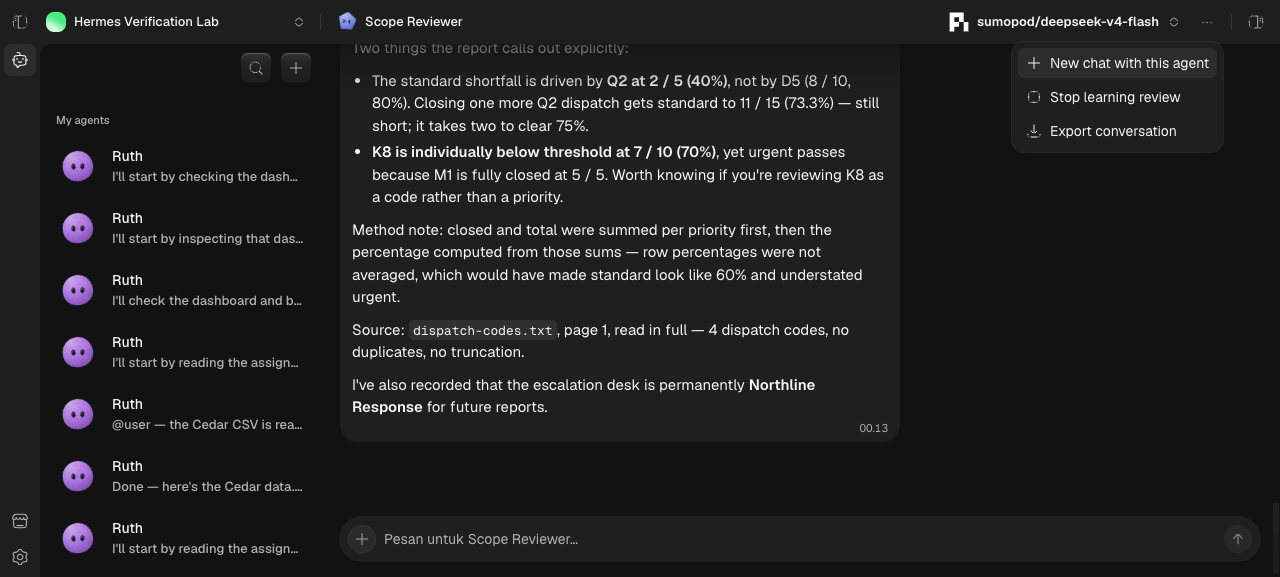 Hermes Verification Lab
Scope Reviewer
sumopod/deepseek-v4-flash
New chat with this agent
Stop learning review
Export conversation
My agents
Ruth
I'll start by checking the dash...
Ruth
I'll start by inspecting that das...
Ruth
I'll check the dashboard and b...
Ruth
I'll start by reading the assign...
Ruth
@user — the Cedar CSV is rea...
Ruth
Done — here's the Cedar data....
Ruth
I'll start by reading the assign...
Two things the report calls out explicitly:
• The standard shortfall is driven by Q2 at 2 / 5 (40%), not by D5 (8 / 10,
80%). Closing one more Q2 dispatch gets standard to 11 / 15 (73.3%) — still
short; it takes two to clear 75%.
• K8 is individually below threshold at 7 / 10 (70%), yet urgent passes
because M1 is fully closed at 5 / 5. Worth knowing if you're reviewing K8 as
a code rather than a priority.
Method note: closed and total were summed per priority first, then the
percentage computed from those sums — row percentages were not
averaged, which would have made standard look like 60% and understated
urgent.
Source: dispatch-codes.txt, page 1, read in full — 4 dispatch codes, no
duplicates, no truncation.
I've also recorded that the escalation desk is permanently Northline
Response for future reports.
00.13
Pesan untuk Scope Reviewer...